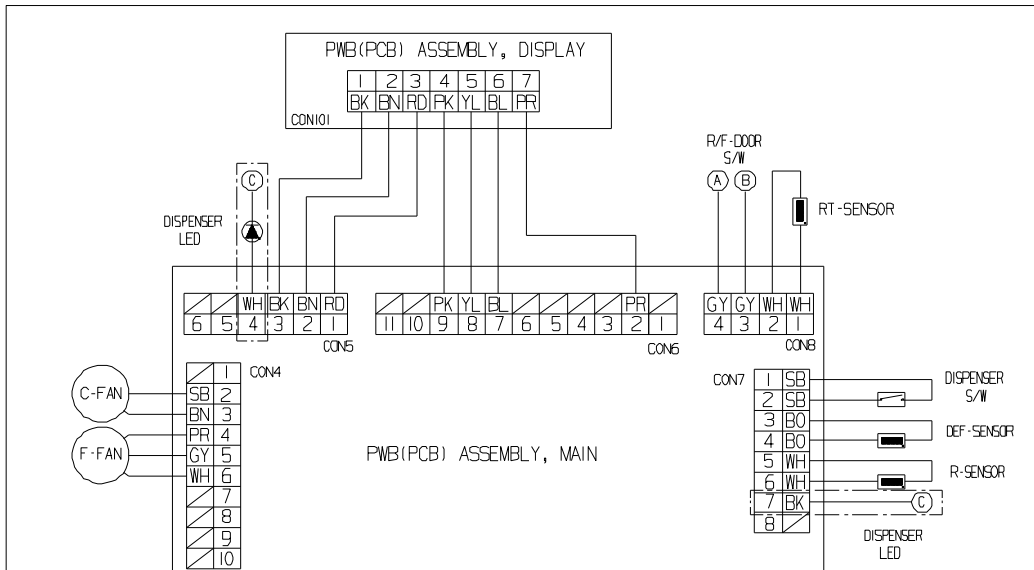 PWB(PCB) ASSEMBLY, DISPLAY
1 2 3 4 5 6 7
BK BN RD PK YL BL PR
CON101
R/F-DOOR
S/W
C
A B
RT-SENSOR
DISPENSER
LED
WH BK BN RD
6 5 4 3 2 1
CON5
PK YL BL PR
11 10 9 8 7 6 5 4 3 2 1
CON6
GY GY WH WH
4 3 2 1
CON8
CON4
1
SB 2
BN 3
PR 4
GY 5
WH 6
7
8
9
10
C-FAN
F-FAN
PWB(PCB) ASSEMBLY, MAIN
CON7
1 SB
2 SB
3 BO
4 BO
5 WH
6 WH
7 BK
8
DISPENSER
S/W
DEF-SENSOR
R-SENSOR
C
DISPENSER
LED